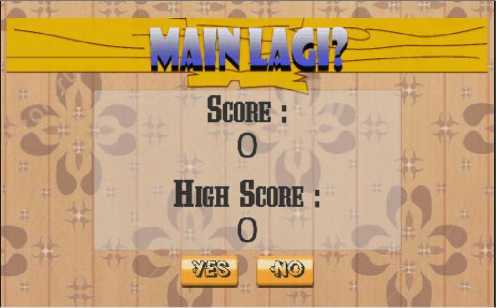 MAIN LAGI?
SCORE :
0
HIGH SCORE :
0
YES NO